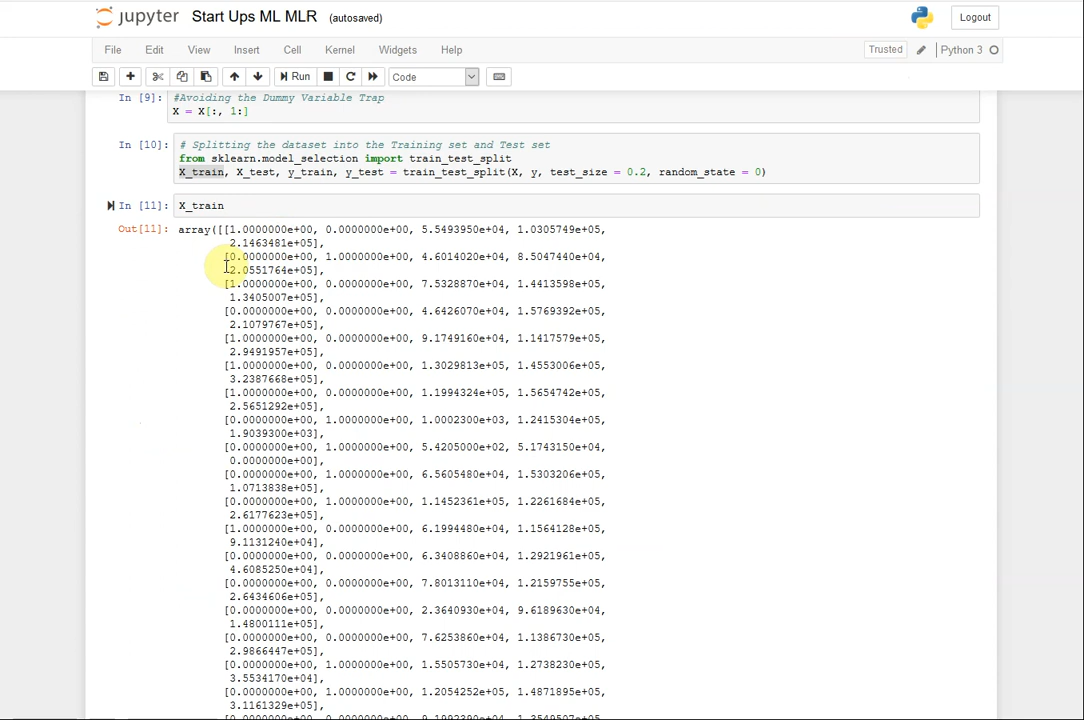 jupyter Start Ups ML MLR (autosaved) Logout
File Edit View Insert Cell Kernel Widgets Help Trusted Python 3
Run Code
In [9]: #Avoiding the Dummy Variable Trap
X = X[:, 1:]
In [10]: # Splitting the dataset into the Training set and Test set
from sklearn.model_selection import train_test_split
X_train, X_test, y_train, y_test = train_test_split(X, y, test_size = 0.2, random_state = 0)
In [11]: X_train
Out[11]: array([[1.0000000e+00, 0.0000000e+00, 5.5493950e+04, 1.0305749e+05,
2.1463481e+05],
[0.0000000e+00, 1.0000000e+00, 4.6014020e+04, 8.5047440e+04,
2.0551764e+05],
[1.0000000e+00, 0.0000000e+00, 7.5328870e+04, 1.4413598e+05,
1.3405007e+05],
[0.0000000e+00, 0.0000000e+00, 4.6426070e+04, 1.5769392e+05,
2.1079767e+05],
[1.0000000e+00, 0.0000000e+00, 9.1749160e+04, 1.1417579e+05,
2.9491957e+05],
[1.0000000e+00, 0.0000000e+00, 1.3029813e+05, 1.4553006e+05,
3.2387668e+05],
[1.0000000e+00, 0.0000000e+00, 1.1994324e+05, 1.5654742e+05,
2.5651292e+05],
[0.0000000e+00, 1.0000000e+00, 1.0002300e+03, 1.2415304e+05,
1.9039300e+03],
[0.0000000e+00, 1.0000000e+00, 5.4205000e+02, 5.1743150e+04,
0.0000000e+00],
[0.0000000e+00, 1.0000000e+00, 6.5605480e+04, 1.5303206e+05,
1.0713838e+05],
[0.0000000e+00, 1.0000000e+00, 1.1452361e+05, 1.2261684e+05,
2.6177623e+05],
[1.0000000e+00, 0.0000000e+00, 6.1994480e+04, 1.1564128e+05,
9.1131240e+04],
[0.0000000e+00, 0.0000000e+00, 6.3408860e+04, 1.2921961e+05,
4.6085250e+04],
[0.0000000e+00, 0.0000000e+00, 7.8013110e+04, 1.2159755e+05,
2.6434606e+05],
[0.0000000e+00, 0.0000000e+00, 2.3640930e+04, 9.6189630e+04,
1.4800111e+05],
[0.0000000e+00, 0.0000000e+00, 7.6253860e+04, 1.1386730e+05,
2.9866447e+05],
[0.0000000e+00, 1.0000000e+00, 1.5505730e+04, 1.2738230e+05,
3.5534170e+04],
[0.0000000e+00, 1.0000000e+00, 1.2054252e+05, 1.4871895e+05,
3.1161329e+05],
[0.0000000e+00, 0.0000000e+00, 9.1992390e+04, 1.3549507e+05,